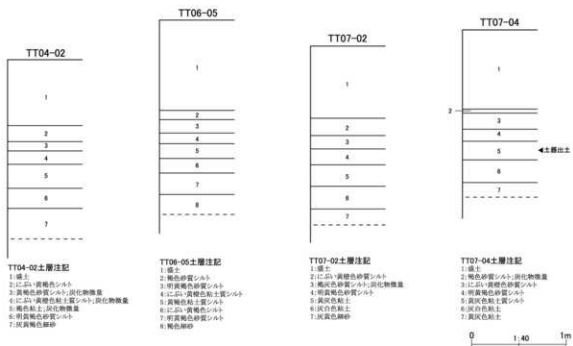 TT04-02
1
2
3
4
5
6
7
TT06-05
1
2
3
4
5
6
7
8
TT07-02
1
2
3
4
5
6
7
TT07-04
1
2
3
4
5
6
7
◀土器出土
TT04-02土層注記
1:盛土
2:にぶい黄褐色シルト
3:黄褐色砂質シルト;炭化物微量
4:にぶい黄橙色粘土質シルト;炭化物微量
5:褐色粘土;炭化物微量
6:明黄褐色砂質シルト
7:灰黄褐色細砂
TT06-05土層注記
1:盛土
2:褐色砂質シルト
3:明黄褐色砂質シルト
4:にぶい黄橙色粘土質シルト
5:黄褐色粘土質シルト
6:にぶい黄褐色シルト
7:明黄褐色砂質シルト
8:褐色細砂
TT07-02土層注記
1:盛土
2:にぶい黄橙色砂質シルト
3:褐灰色砂質シルト;炭化物微量
4:明黄褐色砂質シルト
5:黄灰色粘土
6:灰白色粘土
7:灰黄色細砂
TT07-04土層注記
1:盛土
2:褐色砂質シルト;炭化物微量
3:にぶい黄橙色砂質シルト
4:明黄褐色砂質シルト
5:黄灰色粘土質シルト
6:灰白色粘土
7:黄灰色粘土
0 1:40 1m